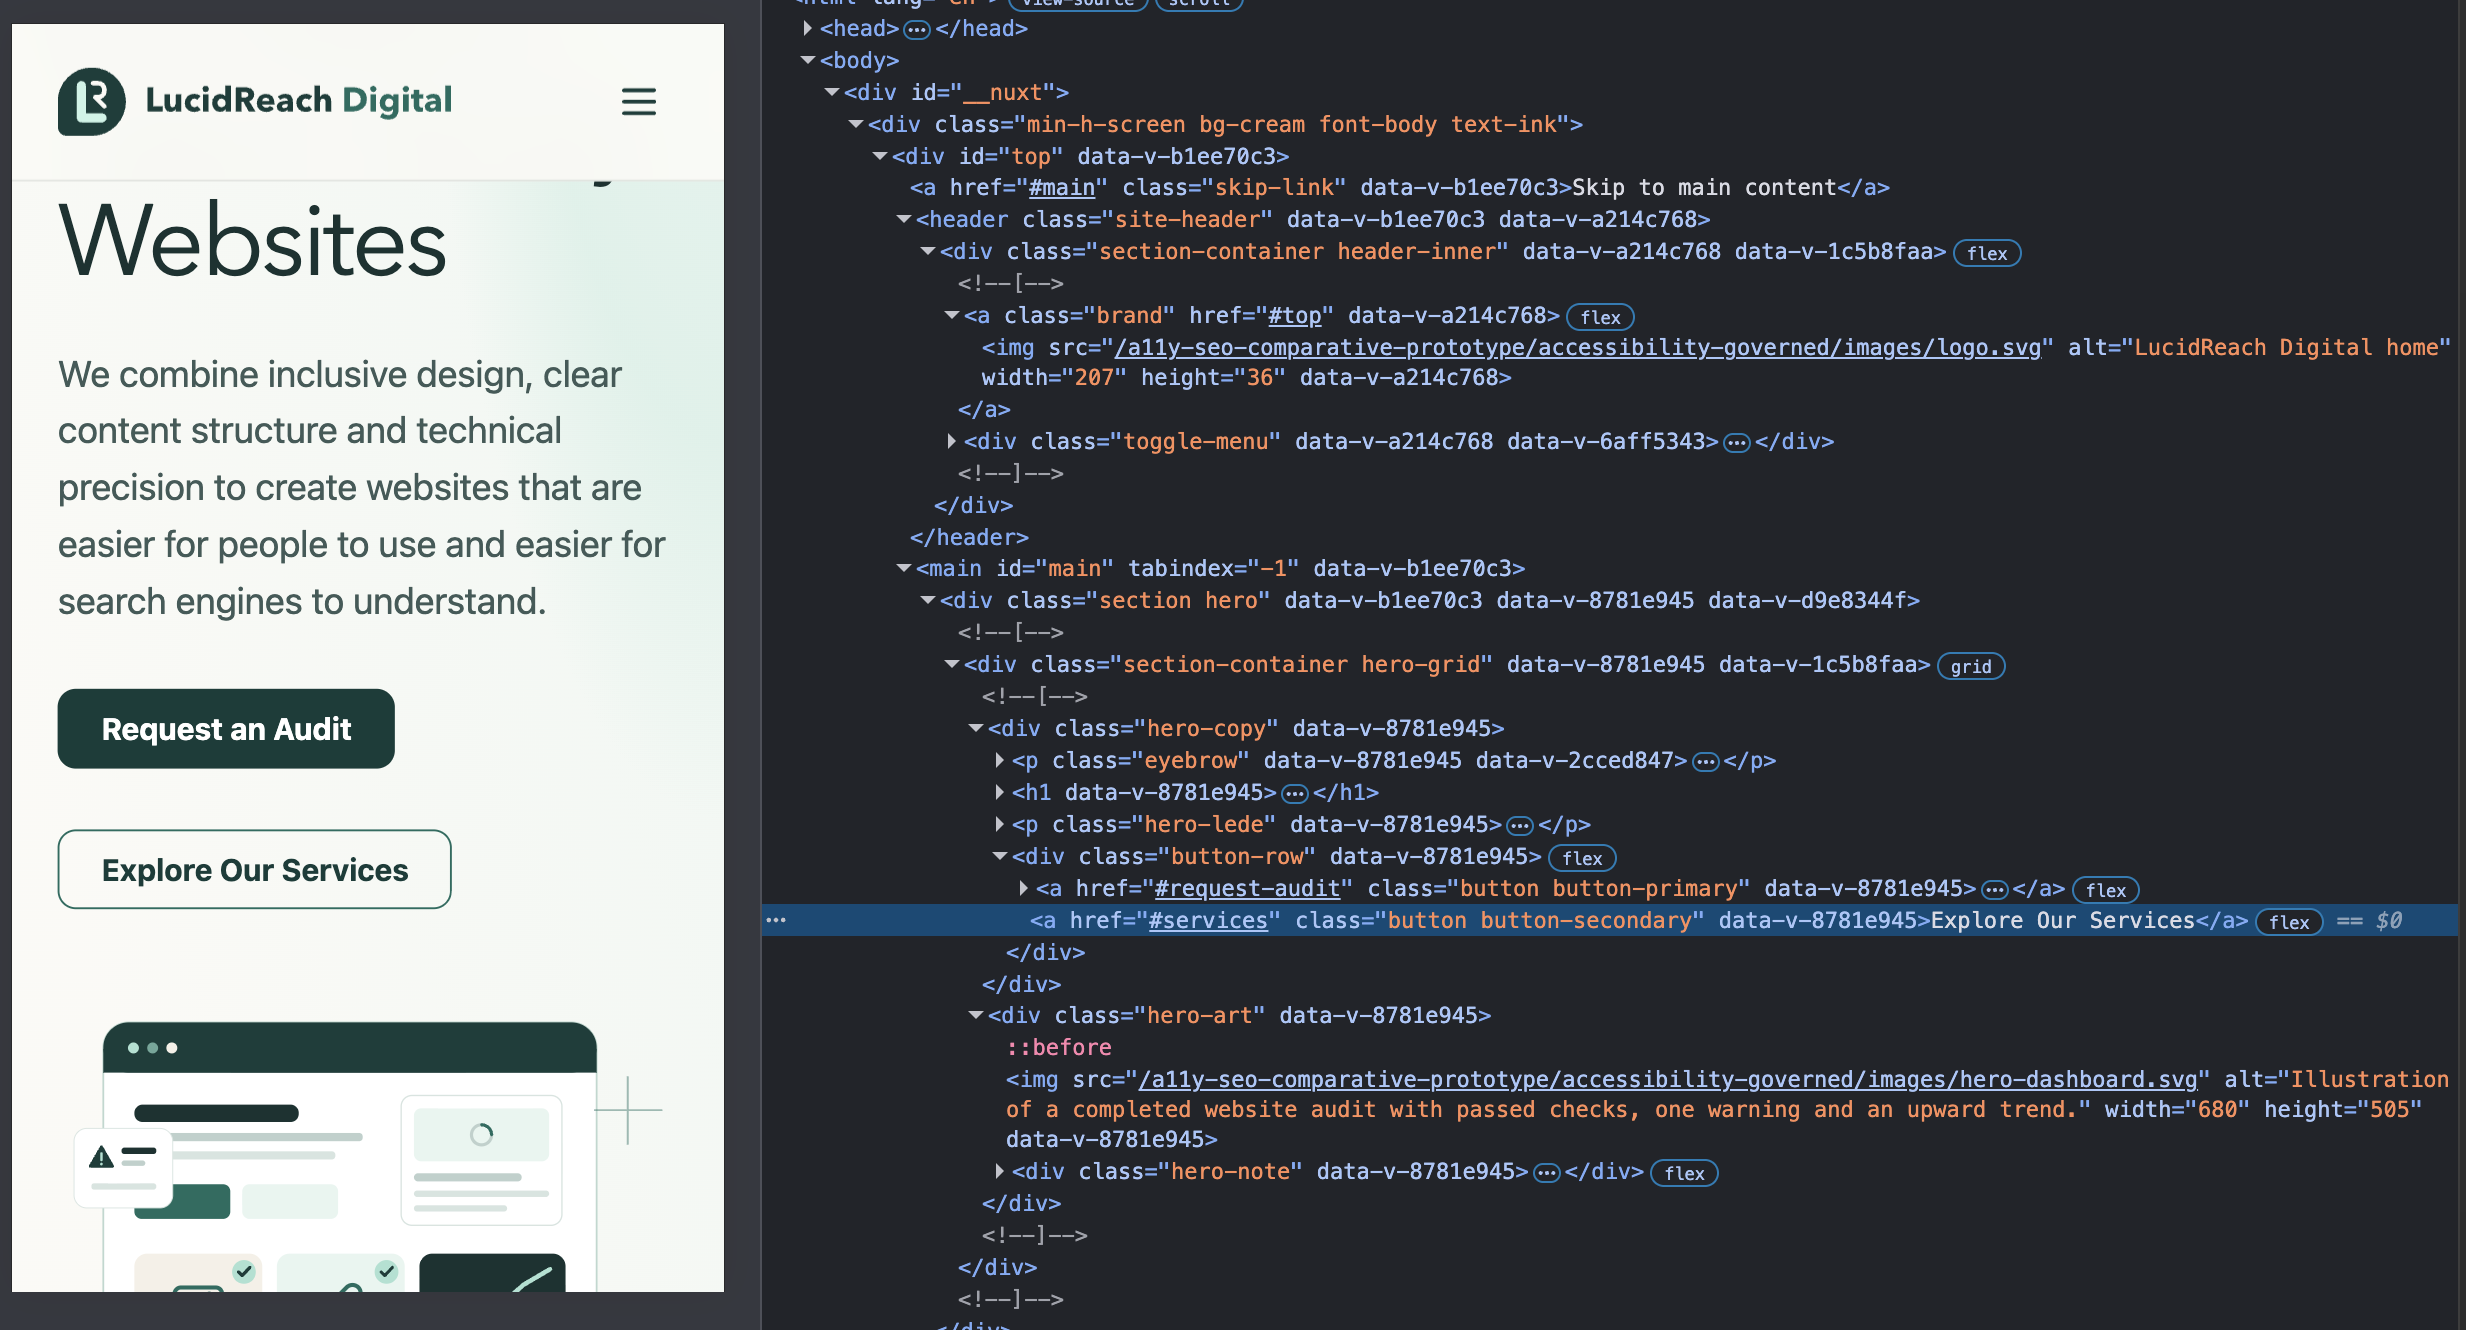 LucidReach Digital
Websites
We combine inclusive design, clear
content structure and technical
precision to create websites that are
easier for people to use and easier for
search engines to understand.
Request an Audit
Explore Our Services
<html lang="en"> view-source scroll
<head>…</head>
<body>
<div id="__nuxt">
<div class="min-h-screen bg-cream font-body text-ink">
<div id="top" data-v-b1ee70c3>
<a href="#main" class="skip-link" data-v-b1ee70c3>Skip to main content</a>
<header class="site-header" data-v-b1ee70c3 data-v-a214c768>
<div class="section-container header-inner" data-v-a214c768 data-v-1c5b8faa> flex
<!--[-->
<a class="brand" href="#top" data-v-a214c768> flex
<img src="/a11y-seo-comparative-prototype/accessibility-governed/images/logo.svg" alt="LucidReach Digital home"
width="207" height="36" data-v-a214c768>
</a>
<div class="toggle-menu" data-v-a214c768 data-v-6aff5343>…</div>
<!--]-->
</div>
</header>
<main id="main" tabindex="-1" data-v-b1ee70c3>
<div class="section hero" data-v-b1ee70c3 data-v-8781e945 data-v-d9e8344f>
<!--[-->
<div class="section-container hero-grid" data-v-8781e945 data-v-1c5b8faa> grid
<!--[-->
<div class="hero-copy" data-v-8781e945>
<p class="eyebrow" data-v-8781e945 data-v-2cced847>…</p>
<h1 data-v-8781e945>…</h1>
<p class="hero-lede" data-v-8781e945>…</p>
<div class="button-row" data-v-8781e945> flex
<a href="#request-audit" class="button button-primary" data-v-8781e945>…</a> flex
… <a href="#services" class="button button-secondary" data-v-8781e945>Explore Our Services</a> flex == $0
</div>
</div>
<div class="hero-art" data-v-8781e945>
::before
<img src="/a11y-seo-comparative-prototype/accessibility-governed/images/hero-dashboard.svg" alt="Illustration
of a completed website audit with passed checks, one warning and an upward trend." width="680" height="505"
data-v-8781e945>
<div class="hero-note" data-v-8781e945>…</div> flex
</div>
<!--]-->
</div>
<!--]-->
</div>